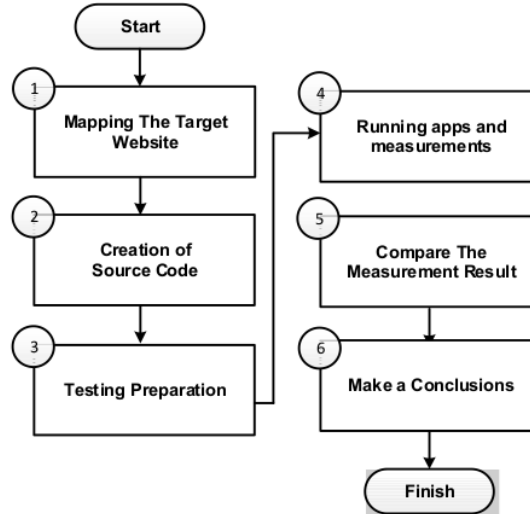 Start
1
Mapping The Target
Website
2
Creation of
Source Code
3
Testing Preparation
4
Running apps and
measurements
5
Compare The
Measurement Result
6
Make a Conclusions
Finish